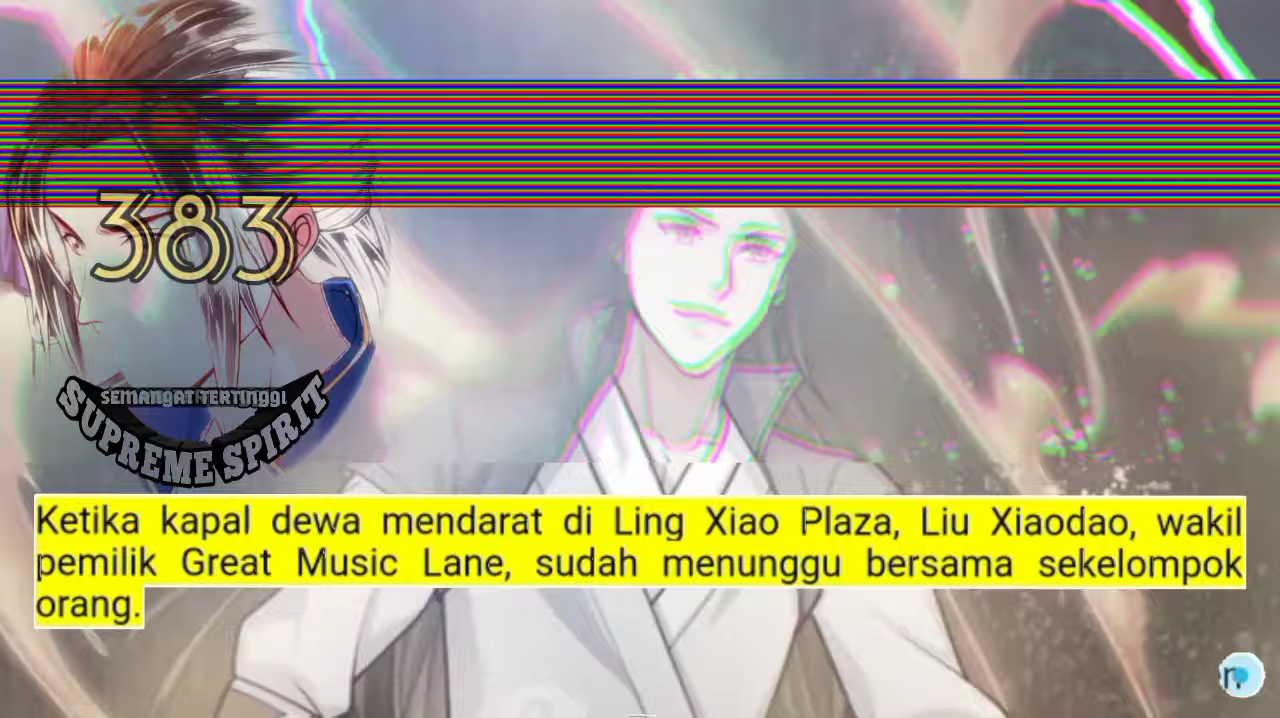 383
SEMANGAT TERTINGGI
SUPREME SPIRIT
Ketika kapal dewa mendarat di Ling Xiao Plaza, Liu Xiaodao, wakil
pemilik Great Music Lane, sudah menunggu bersama sekelompok
orang.